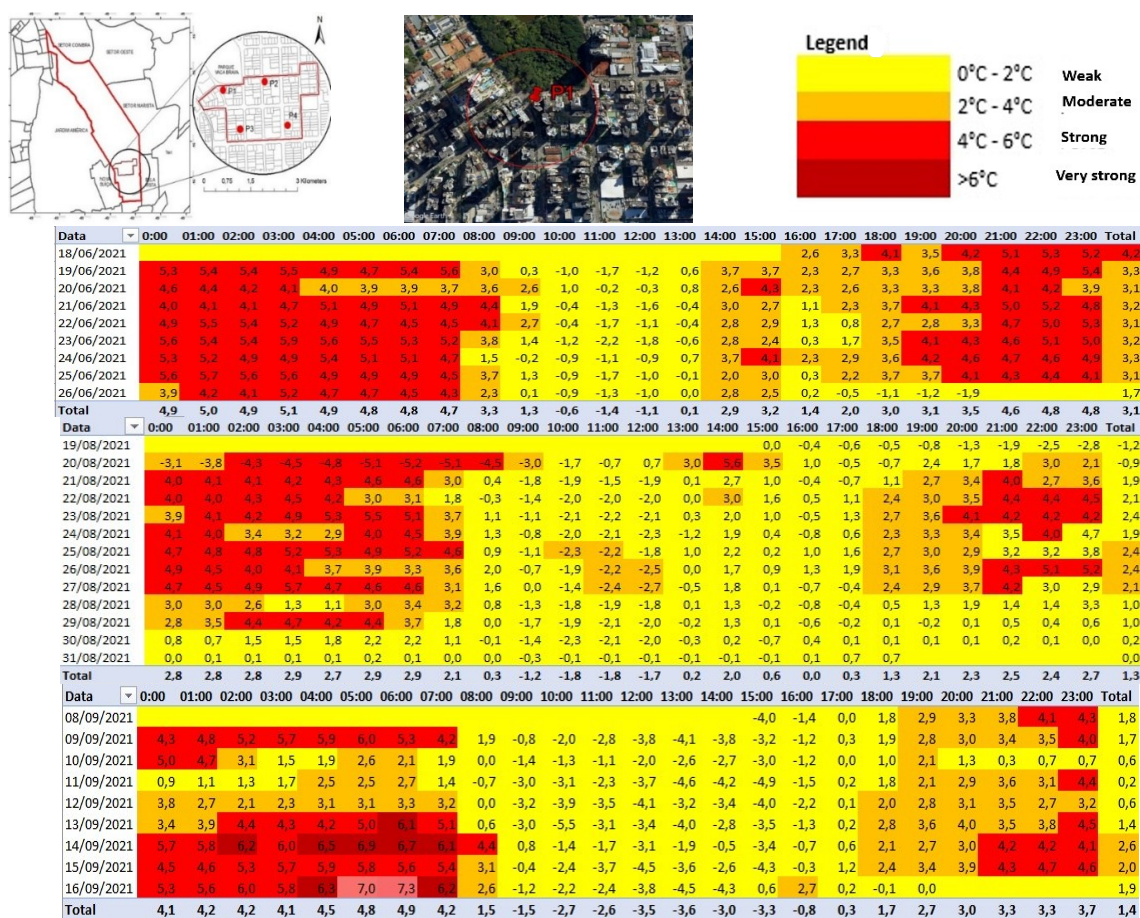 SETOR COIMBRA
SETOR OESTE
SETOR MARISTA
JARDIM AMÉRICA
N
PARQUE
VACA BRAVA
P1
P2
P3
P4
0 0,75 1,5 3 Kilometers
P1
Google Earth
Legend
0°C - 2°C Weak
2°C - 4°C Moderate
4°C - 6°C Strong
>6°C Very strong
Data 0:00 01:00 02:00 03:00 04:00 05:00 06:00 07:00 08:00 09:00 10:00 11:00 12:00 13:00 14:00 15:00 16:00 17:00 18:00 19:00 20:00 21:00 22:00 23:00 Total
18/06/2021 2,6 3,3 4,1 3,5 4,2 5,1 5,3 5,2 4,2
19/06/2021 5,3 5,4 5,4 5,5 4,9 4,7 5,4 5,6 3,0 0,3 -1,0 -1,7 -1,2 0,6 3,7 3,7 2,3 2,7 3,3 3,6 3,8 4,4 4,9 5,4 3,3
20/06/2021 4,6 4,4 4,2 4,1 4,0 3,9 3,9 3,7 3,6 2,6 1,0 -0,2 -0,3 0,8 2,6 4,3 2,3 2,6 3,3 3,3 3,8 4,1 4,2 3,9 3,1
21/06/2021 4,0 4,1 4,1 4,7 5,1 4,9 5,1 4,9 4,4 1,9 -0,4 -1,3 -1,6 -0,4 3,0 2,7 1,1 2,3 3,7 4,1 4,3 5,0 5,2 4,8 3,2
22/06/2021 4,9 5,5 5,4 5,2 4,9 4,7 4,5 4,5 4,1 2,7 -0,4 -1,7 -1,1 -0,4 2,8 2,9 1,3 0,8 2,7 2,8 3,3 4,7 5,0 5,3 3,1
23/06/2021 5,6 5,4 5,4 5,9 5,6 5,5 5,3 5,2 3,8 1,4 -1,2 -2,2 -1,8 -0,6 2,8 2,4 0,3 1,7 3,5 4,1 4,3 4,6 5,1 5,0 3,2
24/06/2021 5,3 5,2 4,9 4,9 5,4 5,1 5,1 4,7 1,5 -0,2 -0,9 -1,1 -0,9 0,7 3,7 4,1 2,3 2,9 3,6 4,2 4,6 4,7 4,6 4,9 3,3
25/06/2021 5,6 5,7 5,6 5,6 4,9 4,9 4,9 4,5 3,7 1,3 -0,9 -1,7 -1,0 -0,1 2,0 3,0 0,3 2,2 3,7 3,7 4,1 4,3 4,4 4,1 3,1
26/06/2021 3,9 4,2 4,1 5,2 4,7 4,7 4,5 4,3 2,3 0,1 -0,9 -1,3 -1,0 0,0 2,8 2,5 0,2 -0,5 -1,1 -1,2 -1,9 1,7
Total 4,9 5,0 4,9 5,1 4,9 4,8 4,8 4,7 3,3 1,3 -0,6 -1,4 -1,1 0,1 2,9 3,2 1,4 2,0 3,0 3,1 3,5 4,6 4,8 4,8 3,1
Data 0:00 01:00 02:00 03:00 04:00 05:00 06:00 07:00 08:00 09:00 10:00 11:00 12:00 13:00 14:00 15:00 16:00 17:00 18:00 19:00 20:00 21:00 22:00 23:00 Total
19/08/2021 0,0 -0,4 -0,6 -0,5 -0,8 -1,3 -1,9 -2,5 -2,8 -1,2
20/08/2021 -3,1 -3,8 -4,3 -4,5 -4,8 -5,1 -5,2 -5,1 -4,5 -3,0 -1,7 -0,7 0,7 3,0 5,6 3,5 1,0 -0,5 -0,7 2,4 1,7 1,8 3,0 2,1 -0,9
21/08/2021 4,0 4,1 4,1 4,2 4,3 4,6 4,6 3,0 0,4 -1,8 -1,9 -1,5 -1,9 0,1 2,7 1,0 -0,4 -0,7 1,1 2,7 3,4 4,0 2,7 3,6 1,9
22/08/2021 4,0 4,0 4,3 4,5 4,2 3,0 3,1 1,8 -0,3 -1,4 -2,0 -2,0 -2,0 0,0 3,0 1,6 0,5 1,1 2,4 3,0 3,5 4,4 4,4 4,5 2,1
23/08/2021 3,9 4,1 4,2 4,9 5,3 5,5 5,1 3,7 1,1 -1,1 -2,1 -2,2 -2,1 0,3 2,0 1,0 -0,5 1,3 2,7 3,6 4,1 4,2 4,2 4,2 2,4
24/08/2021 4,1 4,0 3,4 3,2 2,9 4,0 4,5 3,9 1,3 -0,8 -2,0 -2,1 -2,3 -1,2 1,9 0,4 -0,8 0,6 2,3 3,3 3,4 3,5 4,0 4,7 1,9
25/08/2021 4,7 4,8 4,8 5,2 5,3 4,9 5,2 4,6 0,9 -1,1 -2,3 -2,2 -1,8 1,0 2,2 0,2 1,0 1,6 2,7 3,0 2,9 3,2 3,2 3,8 2,4
26/08/2021 4,9 4,5 4,0 4,1 3,7 3,9 3,3 3,6 2,0 -0,7 -1,9 -2,2 -2,5 0,0 1,7 0,9 1,3 1,9 3,1 3,6 3,9 4,3 5,1 5,2 2,4
27/08/2021 4,7 4,5 4,9 5,7 4,7 4,6 4,6 3,1 1,6 0,0 -1,4 -2,4 -2,7 -0,5 1,8 0,1 -0,7 -0,4 2,4 2,9 3,7 4,2 3,0 2,9 2,1
28/08/2021 3,0 3,0 2,6 1,3 1,1 3,0 3,4 3,2 0,8 -1,3 -1,8 -1,9 -1,8 0,1 1,3 -0,2 -0,8 -0,4 0,5 1,3 1,9 1,4 1,4 3,3 1,0
29/08/2021 2,8 3,5 4,4 4,7 4,2 4,4 3,7 1,8 0,0 -1,7 -1,9 -2,1 -2,0 -0,2 1,3 0,1 -0,6 -0,2 0,1 -0,1 0,2 0,5 0,4 0,6 1,0
30/08/2021 0,8 0,7 1,5 1,5 1,8 2,2 2,2 1,1 -0,1 -1,4 -2,3 -2,1 -2,0 -0,3 0,2 -0,7 0,4 0,1 0,1 0,1 0,1 0,2 0,1 0,0 0,2
31/08/2021 0,0 0,1 0,1 0,1 0,1 0,2 0,1 0,0 0,0 -0,3 -0,1 -0,1 -0,1 -0,1 -0,1 -0,1 0,1 0,7 0,7 0,0
Total 2,8 2,8 2,8 2,9 2,7 2,9 2,9 2,1 0,3 -1,2 -1,8 -1,8 -1,7 0,2 2,0 0,6 0,0 0,3 1,3 2,1 2,3 2,5 2,4 2,7 1,3
Data 0:00 01:00 02:00 03:00 04:00 05:00 06:00 07:00 08:00 09:00 10:00 11:00 12:00 13:00 14:00 15:00 16:00 17:00 18:00 19:00 20:00 21:00 22:00 23:00 Total
08/09/2021 -4,0 -1,4 0,0 1,8 2,9 3,3 3,8 4,1 4,3 1,8
09/09/2021 4,3 4,8 5,2 5,7 5,9 6,0 5,3 4,2 1,9 -0,8 -2,0 -2,8 -3,8 -4,1 -3,8 -3,2 -1,2 0,3 1,9 2,8 3,0 3,4 3,5 4,0 1,7
10/09/2021 5,0 4,7 3,1 1,5 1,9 2,6 2,1 1,9 0,0 -1,4 -1,3 -1,1 -2,0 -2,6 -2,7 -3,0 -1,2 0,0 1,0 2,1 1,3 0,3 0,7 0,7 0,6
11/09/2021 0,9 1,1 1,3 1,7 2,5 2,5 2,7 1,4 -0,7 -3,0 -3,1 -2,3 -3,7 -4,6 -4,2 -4,9 -1,5 0,2 1,8 2,1 2,9 3,6 3,1 4,4 0,2
12/09/2021 3,8 2,7 2,1 2,3 3,1 3,1 3,3 3,2 0,0 -3,2 -3,9 -3,5 -4,1 -3,2 -3,4 -4,0 -2,2 0,1 2,0 2,8 3,1 3,5 2,7 3,2 0,6
13/09/2021 3,4 3,9 4,4 4,3 4,2 5,0 6,1 5,1 0,6 -3,0 -5,5 -3,1 -3,4 -4,0 -2,8 -3,5 -1,3 0,2 2,8 3,6 4,0 3,5 3,8 4,5 1,4
14/09/2021 5,7 5,8 6,2 6,0 6,5 6,9 6,7 6,1 4,4 0,8 -1,4 -1,7 -3,1 -1,9 -0,5 -3,4 -0,7 0,6 2,1 2,7 3,0 4,2 4,2 4,1 2,6
15/09/2021 4,5 4,6 5,3 5,7 5,9 5,8 5,6 5,4 3,1 -0,4 -2,4 -3,7 -4,5 -3,6 -2,6 -4,3 -0,3 1,2 2,4 3,4 3,9 4,3 4,7 4,6 2,0
16/09/2021 5,3 5,6 6,0 5,8 6,3 7,0 7,3 6,2 2,6 -1,2 -2,2 -2,4 -3,8 -4,5 -4,3 0,6 2,7 0,2 -0,1 0,0 1,9
Total 4,1 4,2 4,2 4,1 4,5 4,8 4,9 4,2 1,5 -1,5 -2,7 -2,6 -3,5 -3,6 -3,0 -3,3 -0,8 0,3 1,7 2,7 3,0 3,3 3,3 3,7 1,4